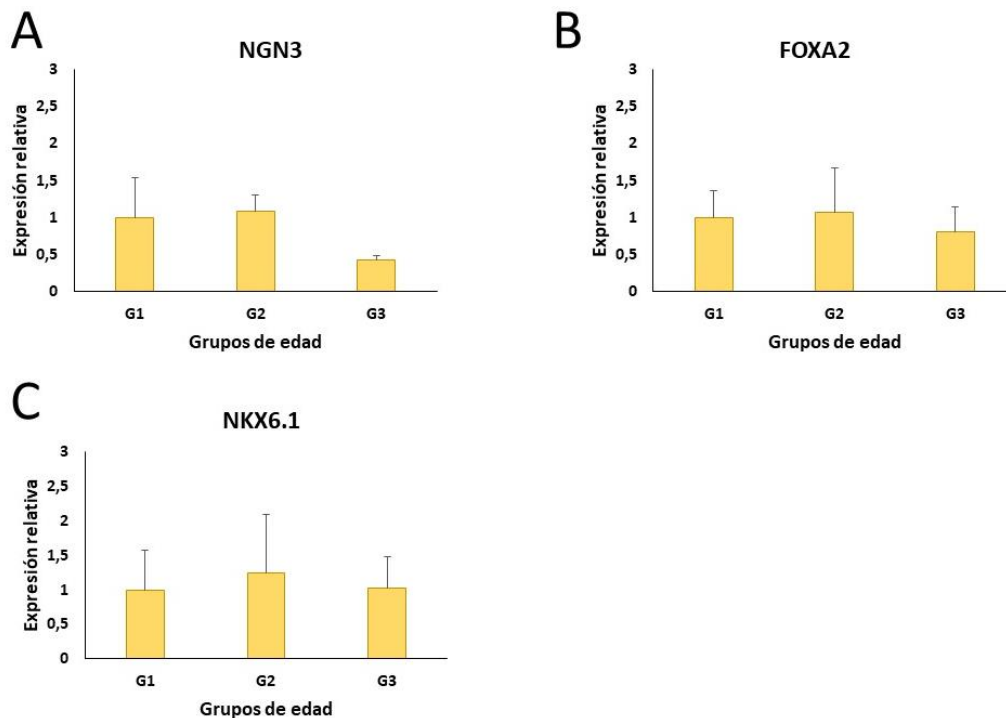 A
NGN3
Expresión relativa
3
2,5
2
1,5
1
0,5
0
G1 G2 G3
Grupos de edad
B
FOXA2
Expresión relativa
3
2,5
2
1,5
1
0,5
0
G1 G2 G3
Grupos de edad
C
NKX6.1
Expresión relativa
3
2,5
2
1,5
1
0,5
0
G1 G2 G3
Grupos de edad